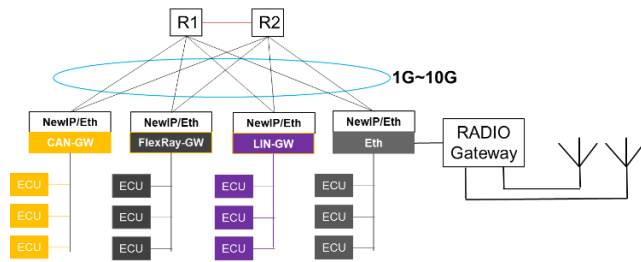 R1 R2
1G~10G
NewIP/Eth NewIP/Eth NewIP/Eth NewIP/Eth
CAN-GW FlexRay-GW LIN-GW Eth
RADIO
Gateway
ECU ECU ECU ECU
ECU ECU ECU ECU
ECU ECU ECU ECU